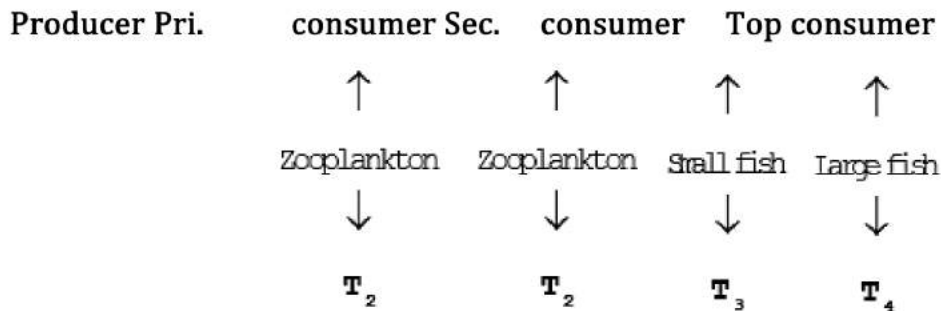 Producer Pri. consumer Sec. consumer Top consumer
↑ ↑ ↑ ↑
Zooplankton Zooplankton Small fish Large fish
↓ ↓ ↓ ↓
T₂ T₂ T₃ T₄